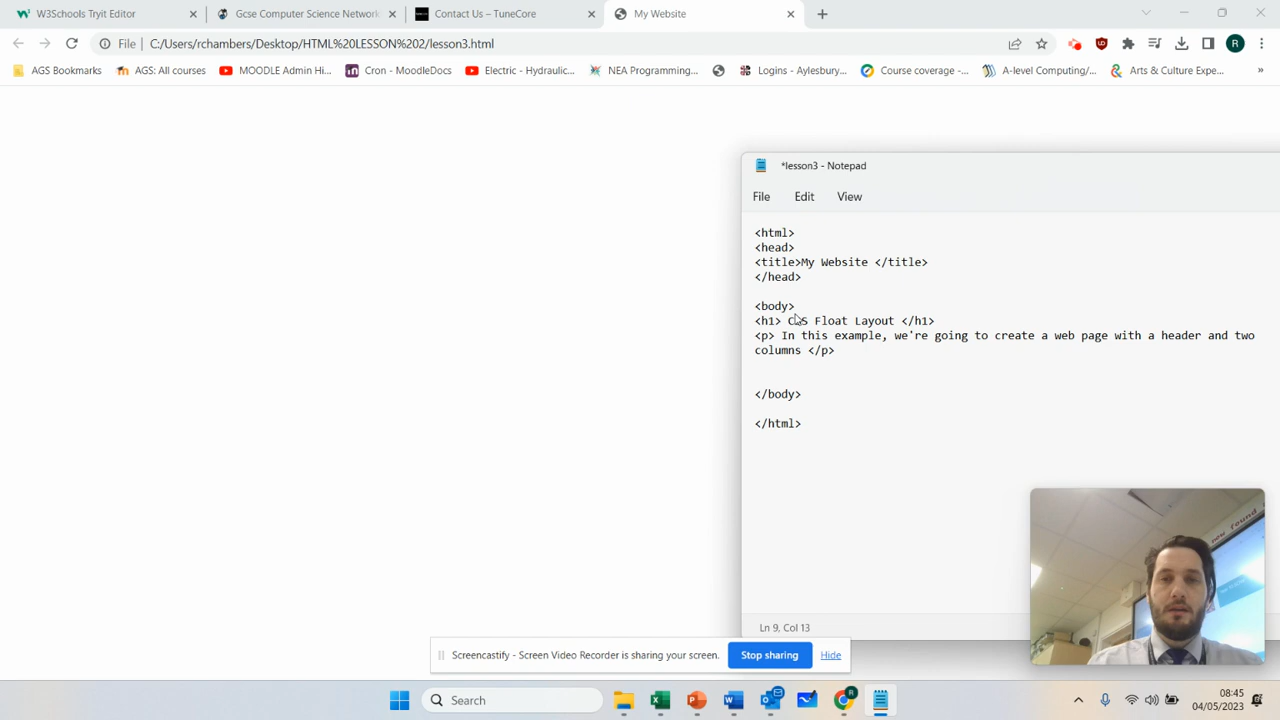 W3Schools Tryit Editor
Gcse Computer Science Network
Contact Us – TuneCore
My Website
File
C:/Users/rchambers/Desktop/HTML%20LESSON%202/lesson3.html
R
AGS Bookmarks
AGS: All courses
MOODLE Admin Hi...
Cron - MoodleDocs
Electric - Hydraulic...
NEA Programming...
Logins - Aylesbury...
Course coverage -...
A-level Computing/...
Arts & Culture Expe...
»
*lesson3 - Notepad
File
Edit
View
<html>
<head>
<title>My Website </title>
</head>
<body>
<h1> CSS Float Layout </h1>
<p> In this example, we're going to create a web page with a header and two
columns </p>
</body>
</html>
new found
Ln 9, Col 13
Screencastify - Screen Video Recorder is sharing your screen.
Stop sharing
Hide
Search
08:45
04/05/2023